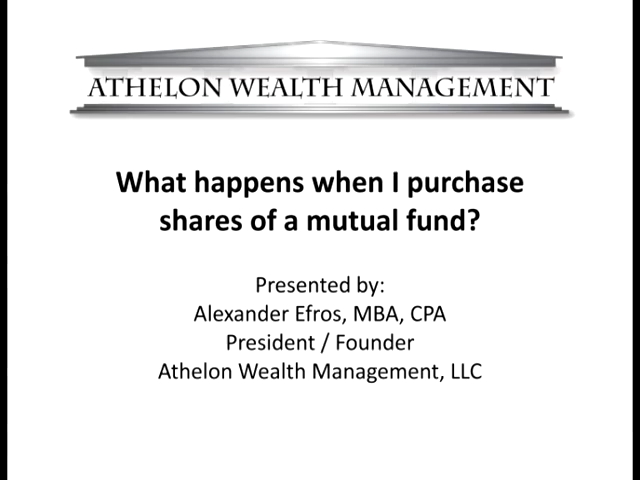 ATHELON WEALTH MANAGEMENT
What happens when I purchase
shares of a mutual fund?
Presented by:
Alexander Efros, MBA, CPA
President / Founder
Athelon Wealth Management, LLC